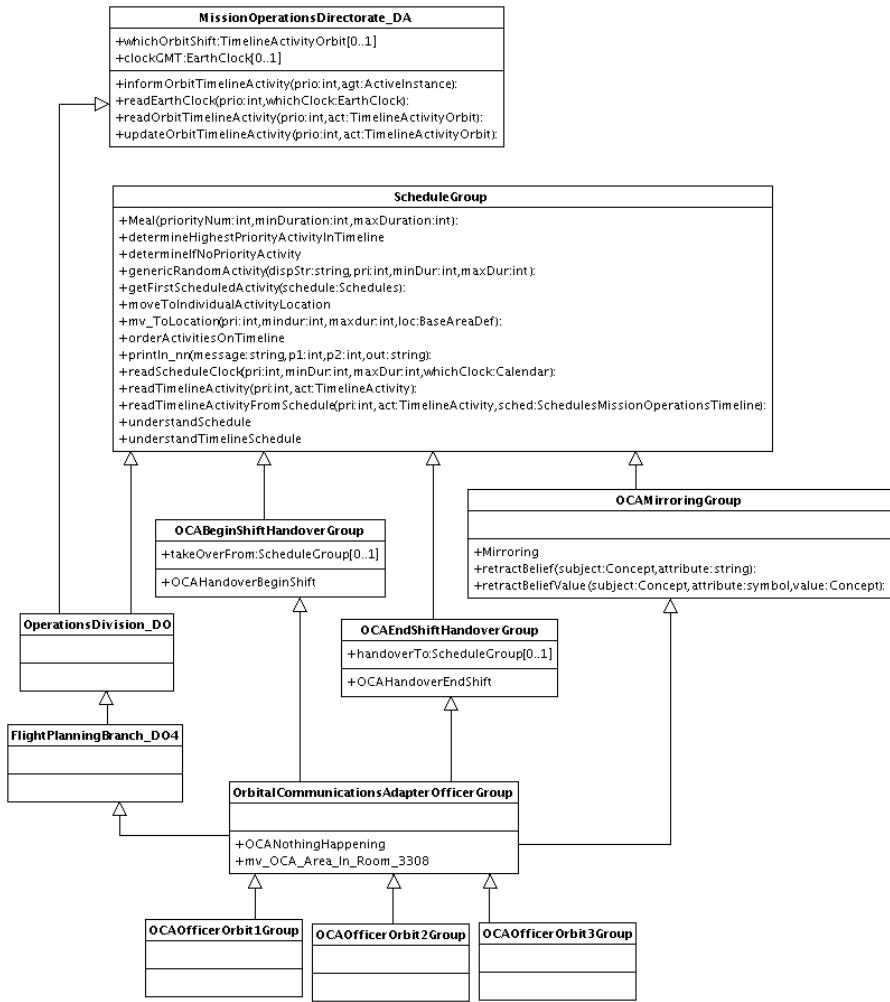 MissionOperationsDirectorate_DA
+whichOrbitShift:TimelineActivityOrbit[0..1]
+clockGMT:EarthClock[0..1]
+informOrbitTimelineActivity(prio:int,agt:ActiveInstance):
+readEarthClock(prio:int,whichClock:EarthClock):
+readOrbitTimelineActivity(prio:int,act:TimelineActivityOrbit):
+updateOrbitTimelineActivity(prio:int,act:TimelineActivityOrbit):
ScheduleGroup
+Meal(priorityNum:int,minDuration:int,maxDuration:int):
+determineHighestPriorityActivityInTimeline
+determineIfNoPriorityActivity
+genericRandomActivity(dispStr:string,pri:int,minDur:int,maxDur:int):
+getFirstScheduledActivity(schedule:Schedules):
+moveToIndividualActivityLocation
+mv_ToLocation(pri:int,mindur:int,maxdur:int,loc:BaseAreaDef):
+orderActivitiesOnTimeline
+println_nn(message:string,p1:int,p2:int,out:string):
+readScheduleClock(pri:int,minDur:int,maxDur:int,whichClock:Calendar):
+readTimelineActivity(pri:int,act:TimelineActivity):
+readTimelineActivityFromSchedule(pri:int,act:TimelineActivity,sched:SchedulesMissionOperationsTimeline):
+understandSchedule
+understandTimelineSchedule
OCAMirroringGroup
+Mirroring
+retractBelief(subject:Concept,attribute:string):
+retractBeliefValue(subject:Concept,attribute:symbol,value:Concept):
OCABeginShiftHandoverGroup
+takeOverFrom:ScheduleGroup[0..1]
+OCAHandoverBeginShift
OperationsDivision_DO
OCAEndShiftHandoverGroup
+handoverTo:ScheduleGroup[0..1]
+OCAHandoverEndShift
FlightPlanningBranch_DO4
OrbitalCommunicationsAdapterOfficerGroup
+OCANothingHappening
+mv_OCA_Area_In_Room_3308
OCAOfficerOrbit1Group
OCAOfficerOrbit2Group
OCAOfficerOrbit3Group